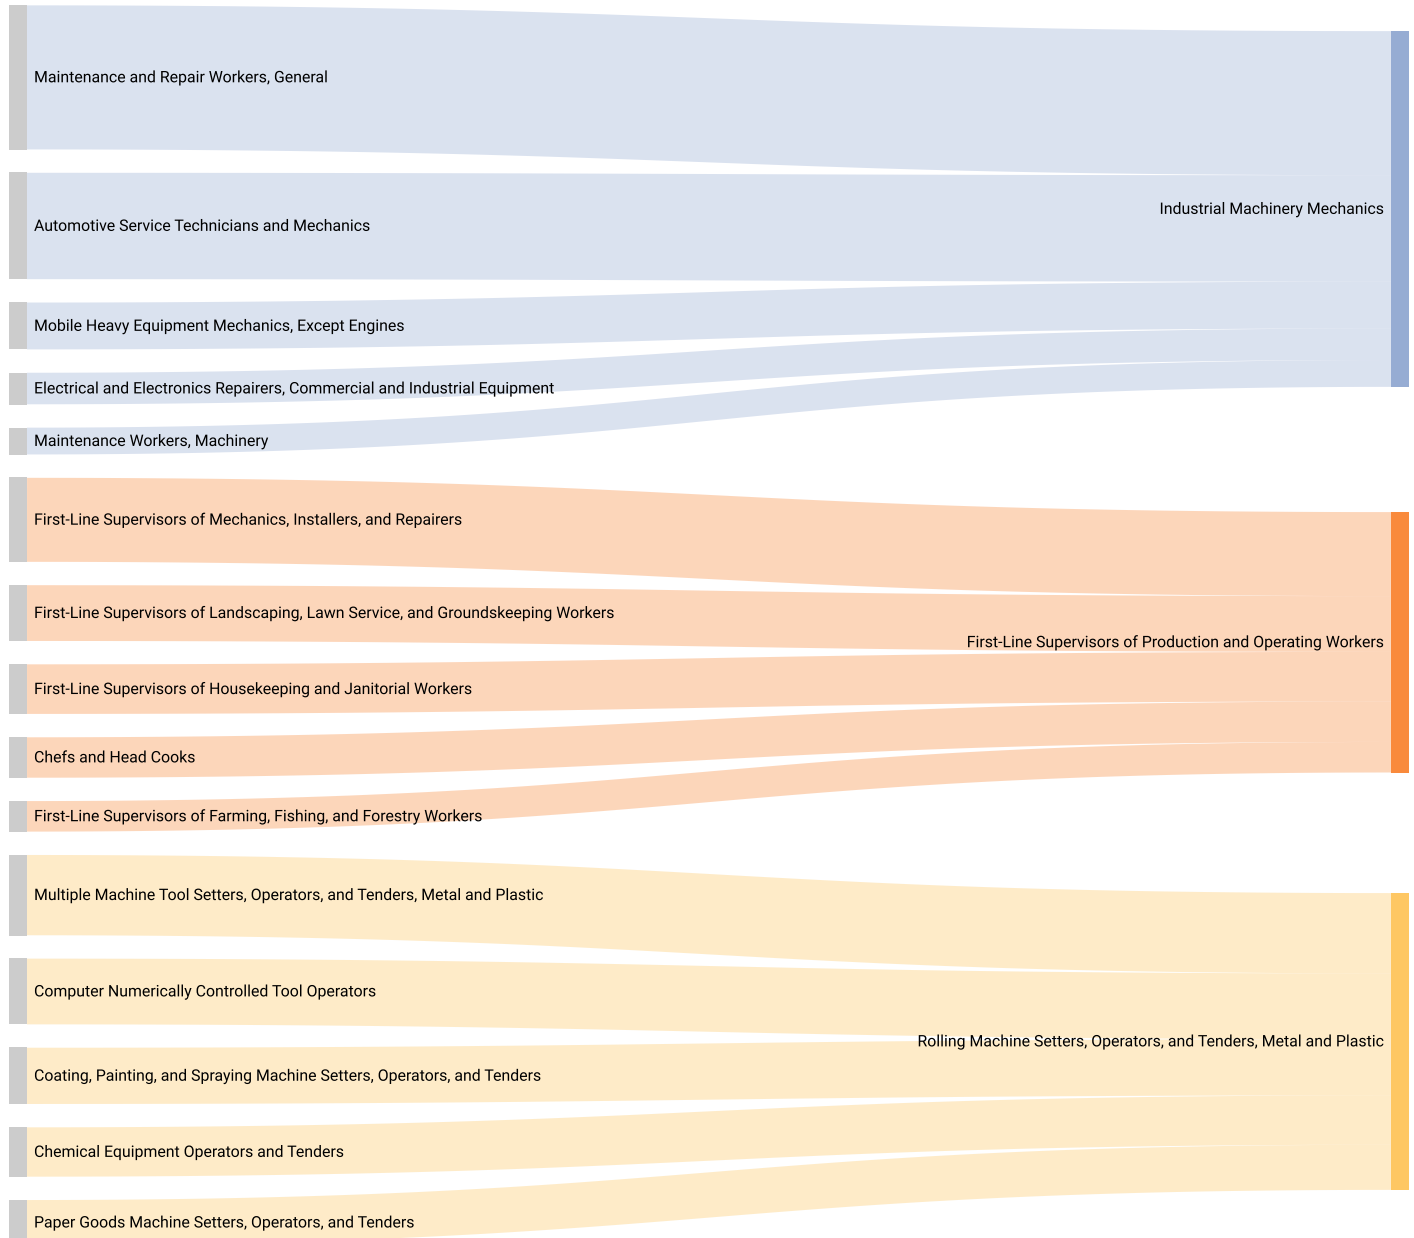 Maintenance and Repair Workers, General
Automotive Service Technicians and Mechanics
Industrial Machinery Mechanics
Mobile Heavy Equipment Mechanics, Except Engines
Electrical and Electronics Repairers, Commercial and Industrial Equipment
Maintenance Workers, Machinery
First-Line Supervisors of Mechanics, Installers, and Repairers
First-Line Supervisors of Landscaping, Lawn Service, and Groundskeeping Workers
First-Line Supervisors of Production and Operating Workers
First-Line Supervisors of Housekeeping and Janitorial Workers
Chefs and Head Cooks
First-Line Supervisors of Farming, Fishing, and Forestry Workers
Multiple Machine Tool Setters, Operators, and Tenders, Metal and Plastic
Computer Numerically Controlled Tool Operators
Rolling Machine Setters, Operators, and Tenders, Metal and Plastic
Coating, Painting, and Spraying Machine Setters, Operators, and Tenders
Chemical Equipment Operators and Tenders
Paper Goods Machine Setters, Operators, and Tenders